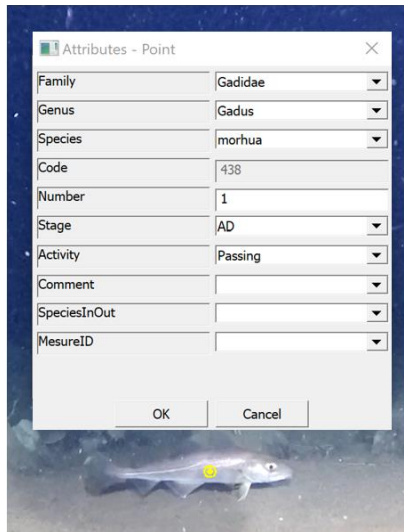 Attributes - Point
Family Gadidae
Genus Gadus
Species morhua
Code 438
Number 1
Stage AD
Activity Passing
Comment
SpeciesInOut
MesureID
OK Cancel